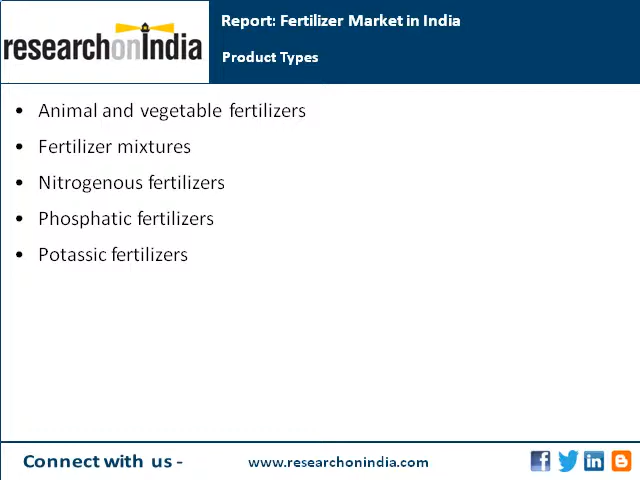 researchonindia
Report: Fertilizer Market in India
Product Types
• Animal and vegetable fertilizers
• Fertilizer mixtures
• Nitrogenous fertilizers
• Phosphatic fertilizers
• Potassic fertilizers
Connect with us -
www.researchonindia.com